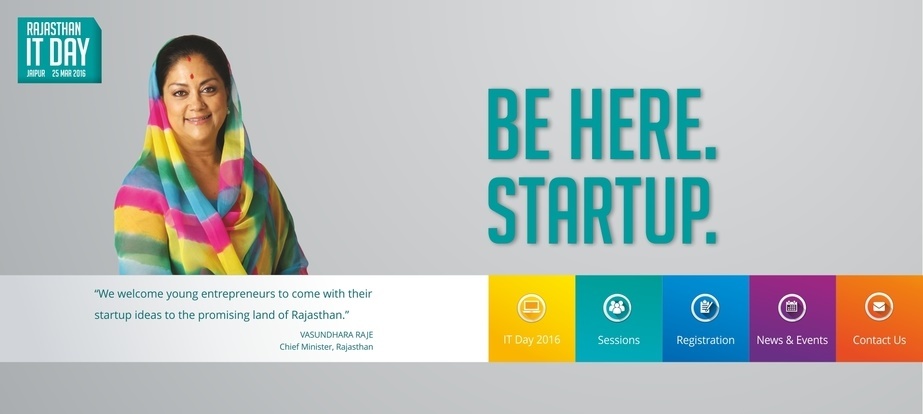 RAJASTHAN
IT DAY
JAIPUR 25 MAR 2016
BE HERE.
STARTUP.
“We welcome young entrepreneurs to come with their
startup ideas to the promising land of Rajasthan.”
VASUNDHARA RAJE
Chief Minister, Rajasthan
IT Day 2016
Sessions
Registration
News & Events
Contact Us